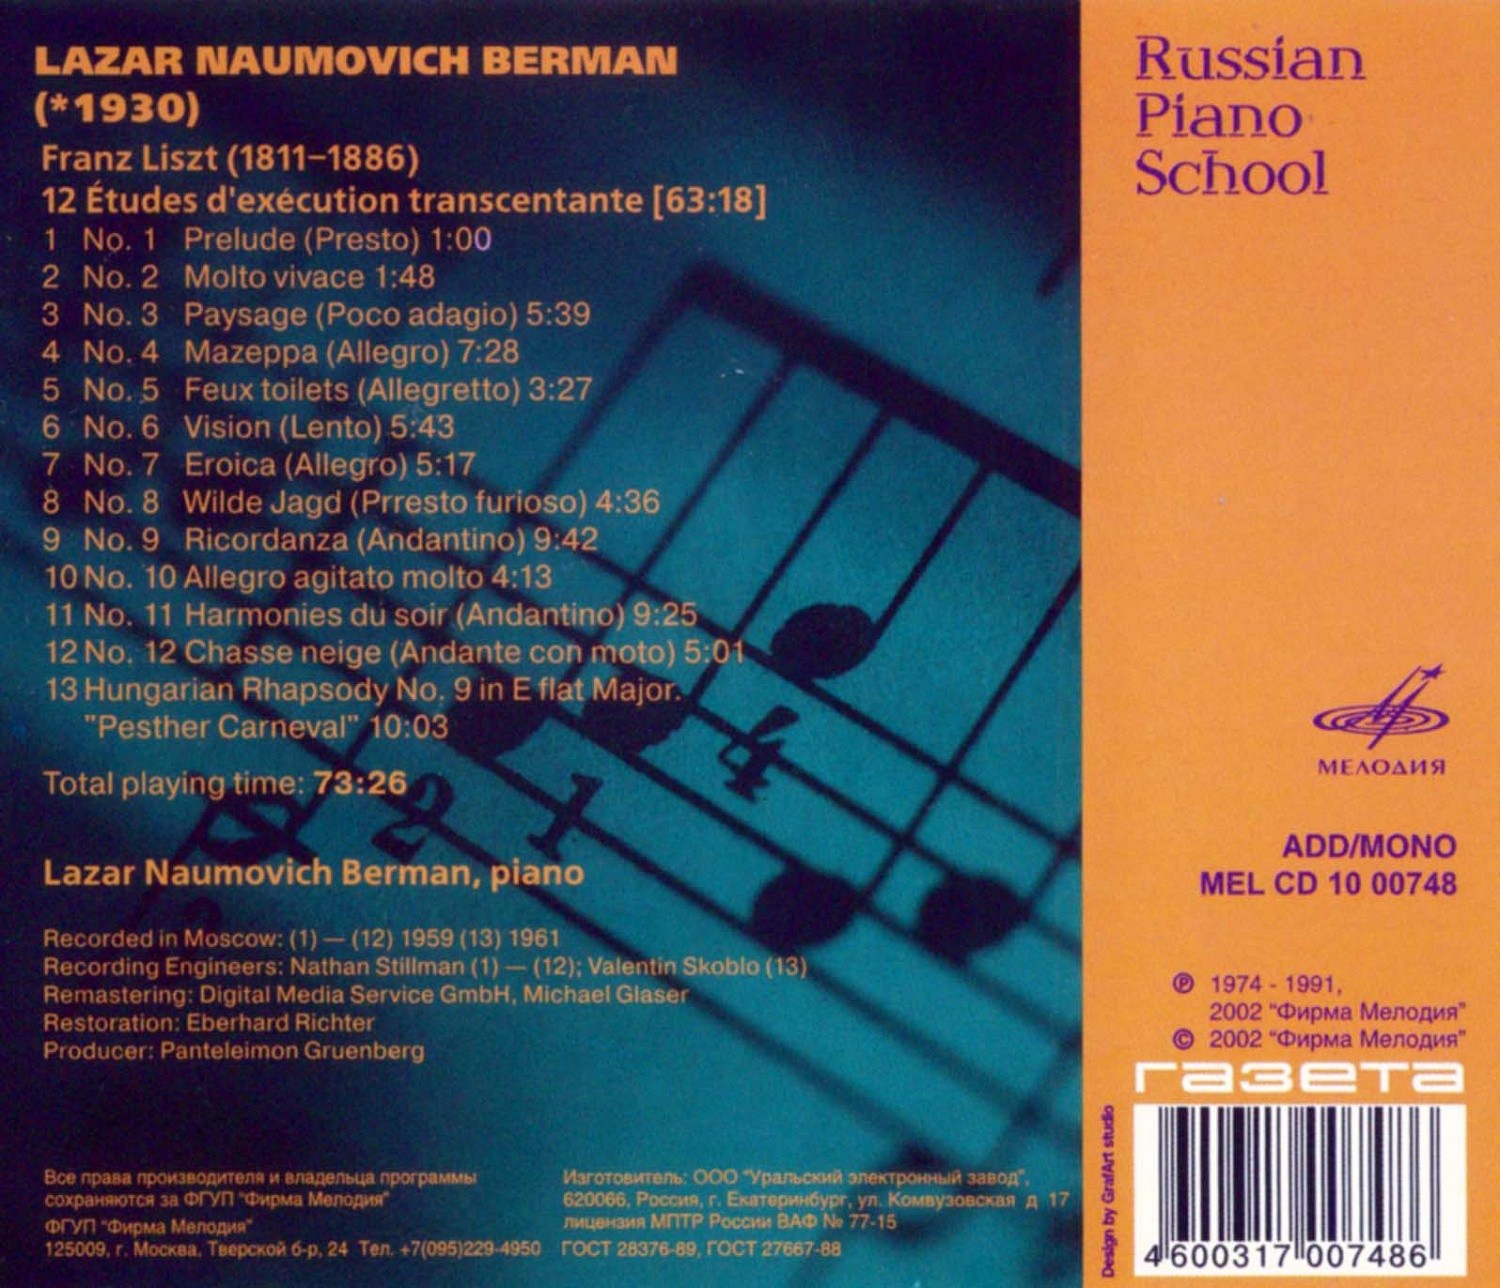 LAZAR NAUMOVICH BERMAN
(*1930)
Franz Liszt (1811–1886)
12 Études d'exécution transcentante [63:18]
1 No. 1 Prelude (Presto) 1:00
2 No. 2 Molto vivace 1:48
3 No. 3 Paysage (Poco adagio) 5:39
4 No. 4 Mazeppa (Allegro) 7:28
5 No. 5 Feux toilets (Allegretto) 3:27
6 No. 6 Vision (Lento) 5:43
7 No. 7 Eroica (Allegro) 5:17
8 No. 8 Wilde Jagd (Prresto furioso) 4:36
9 No. 9 Ricordanza (Andantino) 9:42
10 No. 10 Allegro agitato molto 4:13
11 No. 11 Harmonies du soir (Andantino) 9:25
12 No. 12 Chasse neige (Andante con moto) 5:01
13 Hungarian Rhapsody No. 9 in E flat Major.
"Pesther Carneval" 10:03
Total playing time: 73:26
Lazar Naumovich Berman, piano
Recorded in Moscow: (1) — (12) 1959 (13) 1961
Recording Engineers: Nathan Stillman (1) — (12); Valentin Skoblo (13)
Remastering: Digital Media Service GmbH, Michael Glaser
Restoration: Eberhard Richter
Producer: Panteleimon Gruenberg
Все права производителя и владельца программы
сохраняются за ФГУП "Фирма Мелодия"
ФГУП "Фирма Мелодия"
125009, г. Москва, Тверской б-р, 24 Тел. +7(095)229-4950
Изготовитель: ООО "Уральский электронный завод",
620066, Россия, г. Екатеринбург, ул. Комвузовская д 17
лицензия МПТР России ВАФ № 77-15
ГОСТ 28376-89, ГОСТ 27667-88
2 1 4
Russian
Piano
School
МЕЛОДИЯ
ADD/MONO
MEL CD 10 00748
℗ 1974 - 1991,
2002 "Фирма Мелодия"
© 2002 "Фирма Мелодия"
газета
Design by GrafArt studio
4 600317 007486